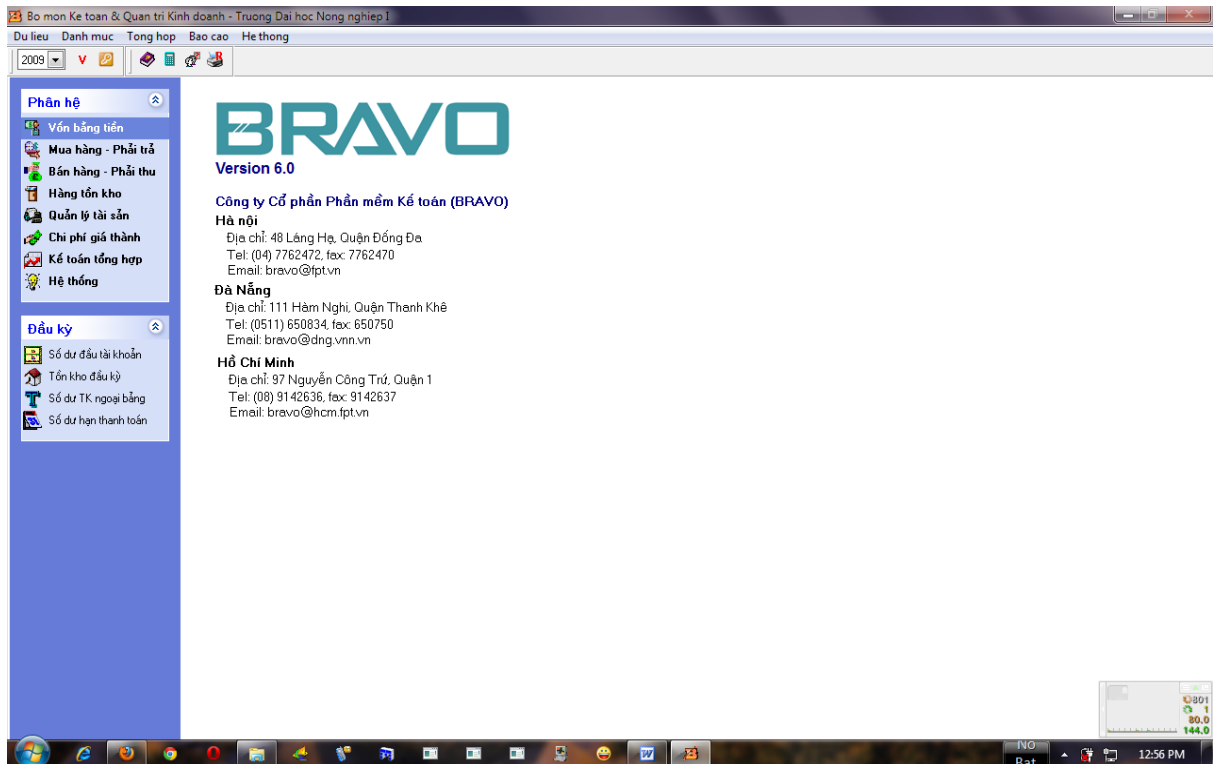 Bo mon Ke toan & Quan tri Kinh doanh - Truong Dai hoc Nong nghiep I
Du lieu Danh muc Tong hop Bao cao He thong
2009 V
Phân hệ
Vốn bằng tiền
Mua hàng - Phải trả
Bán hàng - Phải thu
Hàng tồn kho
Quản lý tài sản
Chi phí giá thành
Kế toán tổng hợp
Hệ thống
Đầu kỳ
Số dư đầu tài khoản
Tồn kho đầu kỳ
Số dư TK ngoại bảng
Số dư hạn thanh toán
BRAVO
Version 6.0
Công ty Cổ phần Phần mềm Kế toán (BRAVO)
Hà nội
Địa chỉ: 48 Láng Hạ, Quận Đống Đa
Tel: (04) 7762472, fax: 7762470
Email: bravo@fpt.vn
Đà Nẵng
Địa chỉ: 111 Hàm Nghi, Quận Thanh Khê
Tel: (0511) 650834, fax: 650750
Email: bravo@dng.vnn.vn
Hồ Chí Minh
Địa chỉ: 97 Nguyễn Công Trứ, Quận 1
Tel: (08) 9142636, fax: 9142637
Email: bravo@hcm.fpt.vn
801
1
80.0
144.0
No
Bat
12:56 PM